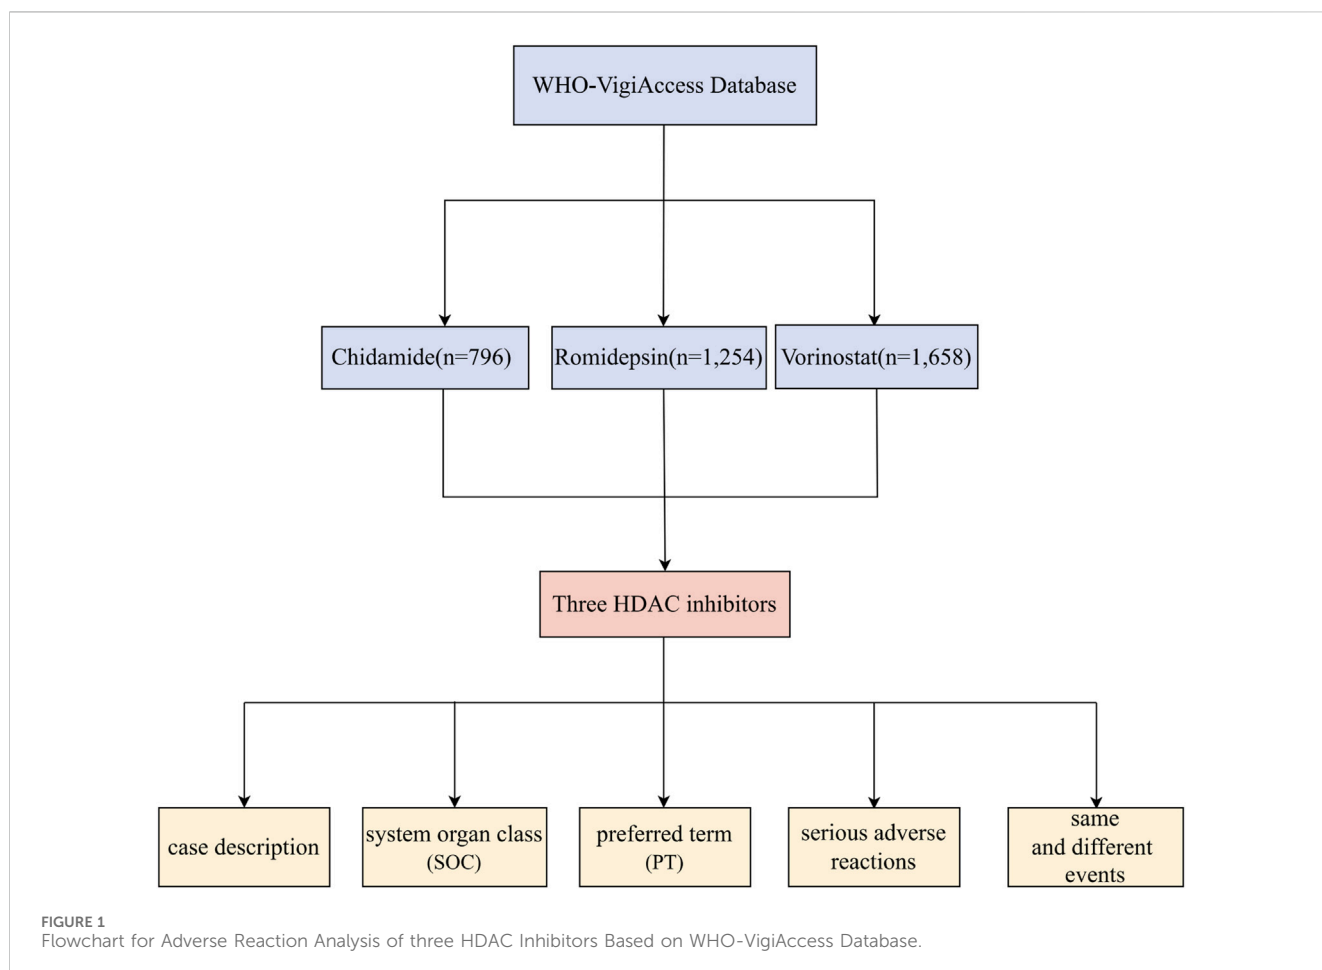 WHO-VigiAccess Database
Chidamide(n=796)
Romidepsin(n=1,254)
Vorinostat(n=1,658)
Three HDAC inhibitors
case description
system organ class
(SOC)
preferred term
(PT)
serious adverse
reactions
same
and different
events
FIGURE 1
Flowchart for Adverse Reaction Analysis of three HDAC Inhibitors Based on WHO-VigiAccess Database.